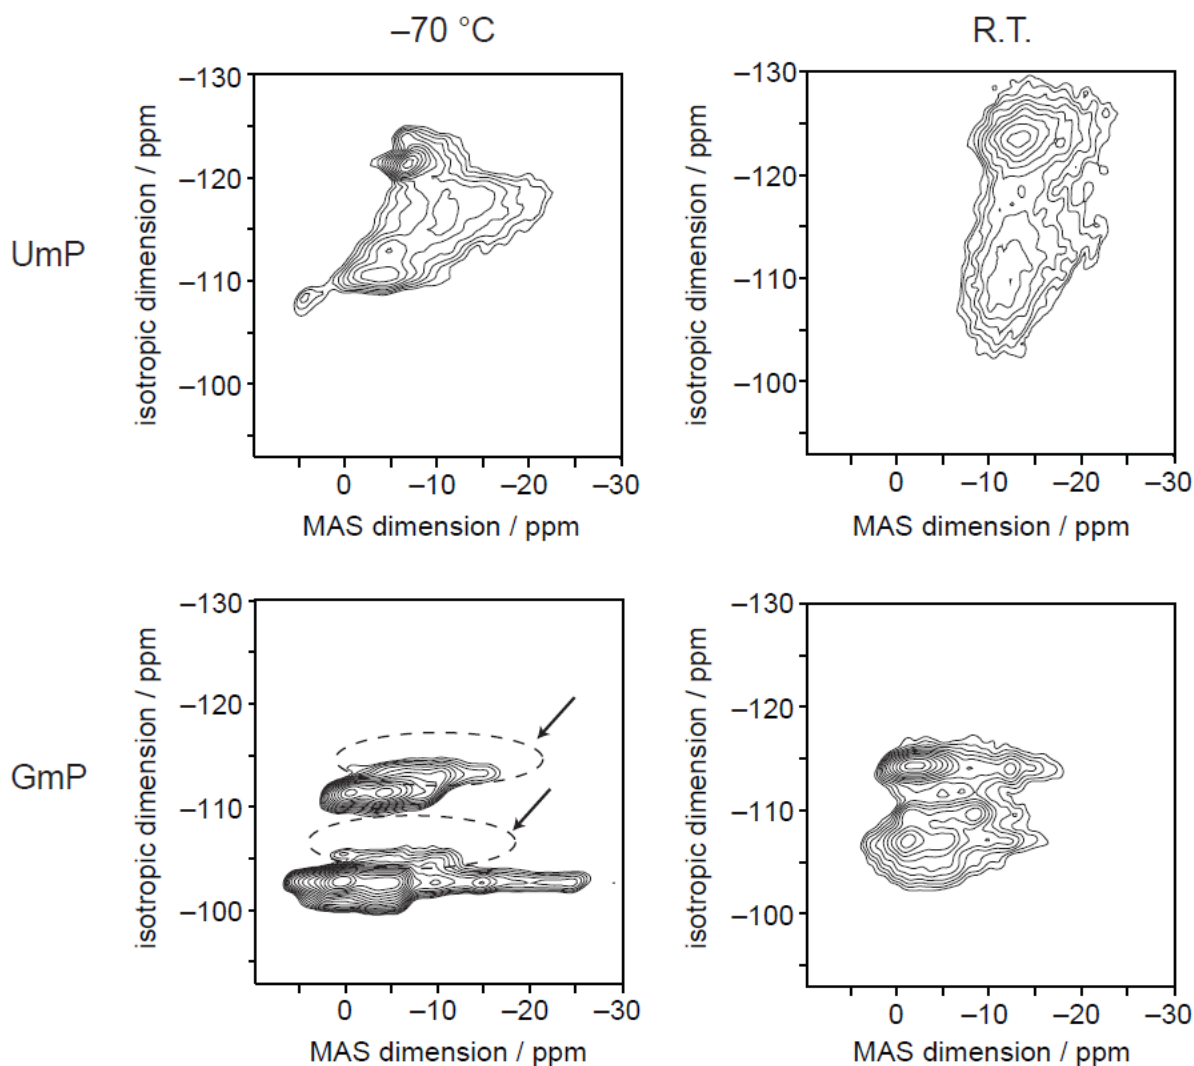 –70 °C
R.T.
UmP
isotropic dimension / ppm
–130
–120
–110
–100
0
–10
–20
–30
MAS dimension / ppm
isotropic dimension / ppm
–130
–120
–110
–100
0
–10
–20
–30
MAS dimension / ppm
GmP
isotropic dimension / ppm
–130
–120
–110
–100
0
–10
–20
–30
MAS dimension / ppm
isotropic dimension / ppm
–130
–120
–110
–100
0
–10
–20
–30
MAS dimension / ppm